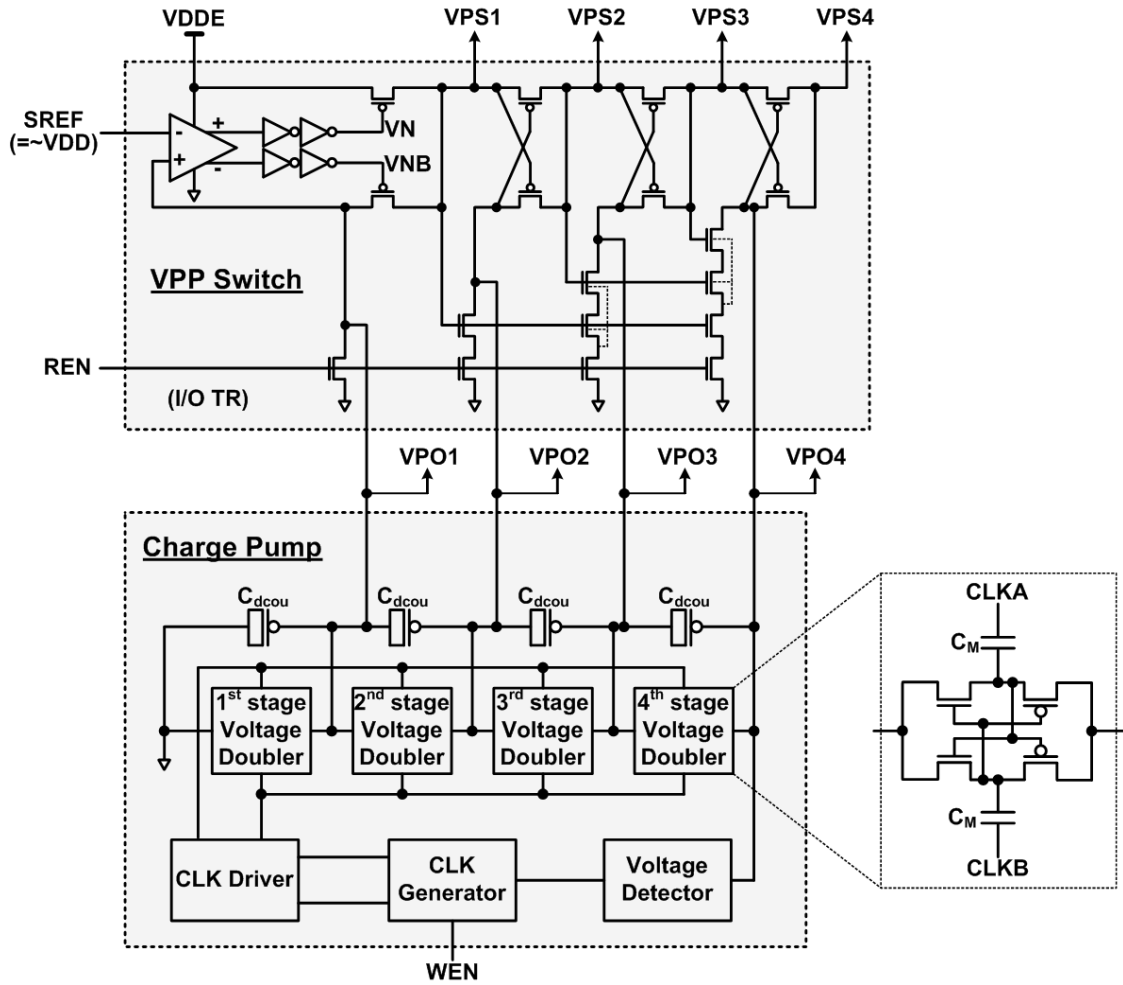 VDDE
VPS1
VPS2
VPS3
VPS4
SREF
(=~VDD)
-
+
+
-
VN
VNB
VPP Switch
REN
(I/O TR)
VPO1
VPO2
VPO3
VPO4
Charge Pump
Cdcou
Cdcou
Cdcou
Cdcou
1st stage
Voltage
Doubler
2nd stage
Voltage
Doubler
3rd stage
Voltage
Doubler
4th stage
Voltage
Doubler
CLKA
CM
CM
CLKB
CLK Driver
CLK
Generator
Voltage
Detector
WEN